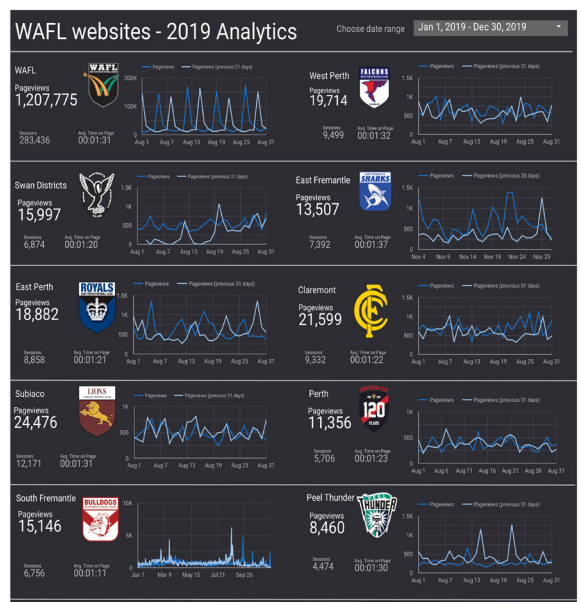 WAFL websites - 2019 Analytics
Choose date range
Jan 1, 2019 - Dec 30, 2019
WAFL
Pageviews
1,207,775
Sessions
283,436
Avg. Time on Page
00:01:31
WAFL
Pageviews
Pageviews (previous 31 days)
200K
100K
0
Aug 1 Aug 7 Aug 13 Aug 19 Aug 25 Aug 31
West Perth
Pageviews
19,714
Sessions
9,499
Avg. Time on Page
00:01:32
FALCONS
Pageviews
Pageviews (previous 31 days)
1.5K
1K
500
0
Aug 1 Aug 7 Aug 13 Aug 19 Aug 25 Aug 31
Swan Districts
Pageviews
15,997
Sessions
6,874
Avg. Time on Page
00:01:20
Pageviews
Pageviews (previous 31 days)
1.5K
1K
500
0
Aug 1 Aug 7 Aug 13 Aug 19 Aug 25 Aug 31
East Fremantle
Pageviews
13,507
Sessions
7,392
Avg. Time on Page
00:01:37
SHARKS
Pageviews
Pageviews (previous 28 days)
1.5K
1K
500
0
Nov 4 Nov 9 Nov 14 Nov 19 Nov 24 Nov 29
East Perth
Pageviews
18,882
Sessions
8,858
Avg. Time on Page
00:01:21
ROYALS
Pageviews
Pageviews (previous 31 days)
1.5K
1K
500
0
Aug 1 Aug 7 Aug 13 Aug 19 Aug 25 Aug 31
Claremont
Pageviews
21,599
Sessions
9,332
Avg. Time on Page
00:01:22
Pageviews
Pageviews (previous 31 days)
1.5K
1K
500
0
Aug 1 Aug 7 Aug 13 Aug 19 Aug 25 Aug 31
Subiaco
Pageviews
24,476
Sessions
12,171
Avg. Time on Page
00:01:31
LIONS
Pageviews
Pageviews (previous 31 days)
1K
500
0
Aug 1 Aug 7 Aug 13 Aug 19 Aug 25 Aug 31
Perth
Pageviews
11,356
Sessions
5,706
Avg. Time on Page
00:01:23
120
YEARS
Pageviews
Pageviews (previous 31 days)
1K
500
0
Aug 1 Aug 6 Aug 11 Aug 16 Aug 21 Aug 26 Aug 31
South Fremantle
Pageviews
15,146
Sessions
6,756
Avg. Time on Page
00:01:11
BULLDOGS
Pageviews
Pageviews (previous 31 days)
6K
4K
2K
0
Jan 1 Mar 9 May 15 Jul 21 Sep 26
Peel Thunder
Pageviews
8,460
Sessions
4,474
Avg. Time on Page
00:01:30
THUNDER
Pageviews
Pageviews (previous 31 days)
1.5K
1K
500
0
Aug 1 Aug 7 Aug 13 Aug 19 Aug 25 Aug 31